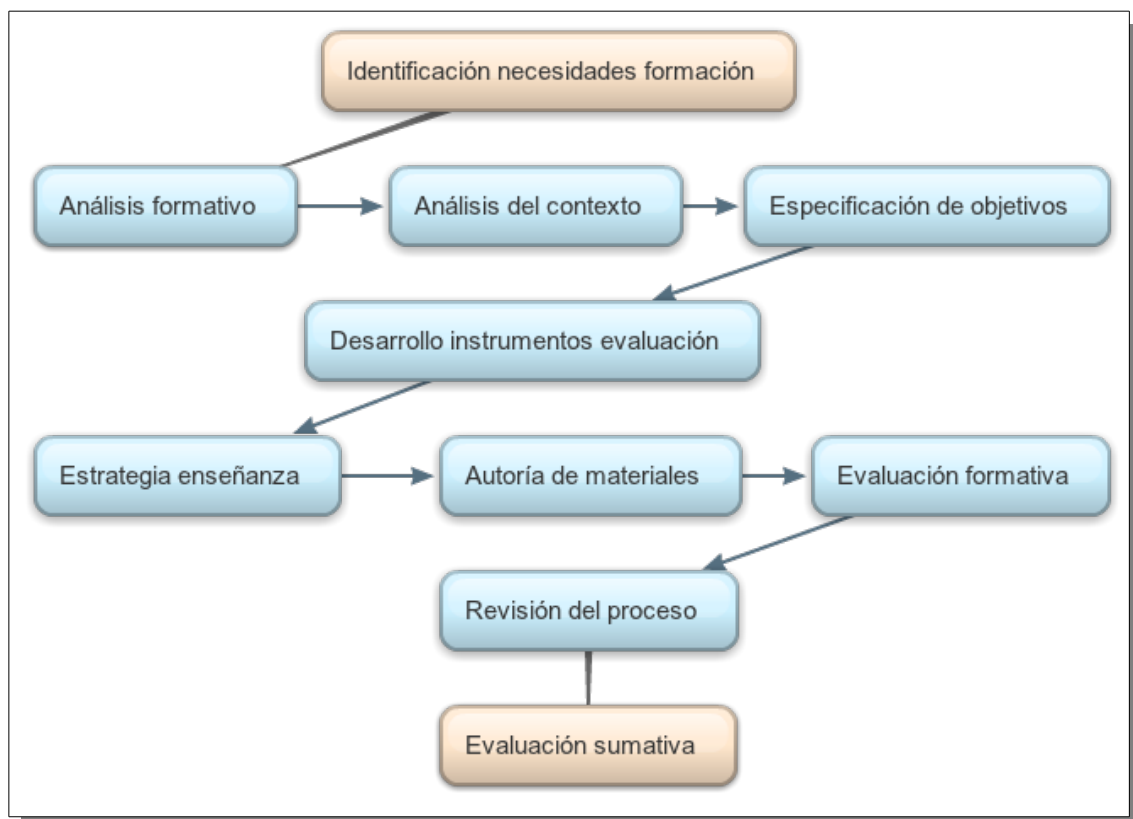 Identificación necesidades formación
Análisis formativo
Análisis del contexto
Especificación de objetivos
Desarrollo instrumentos evaluación
Estrategia enseñanza
Autoría de materiales
Evaluación formativa
Revisión del proceso
Evaluación sumativa